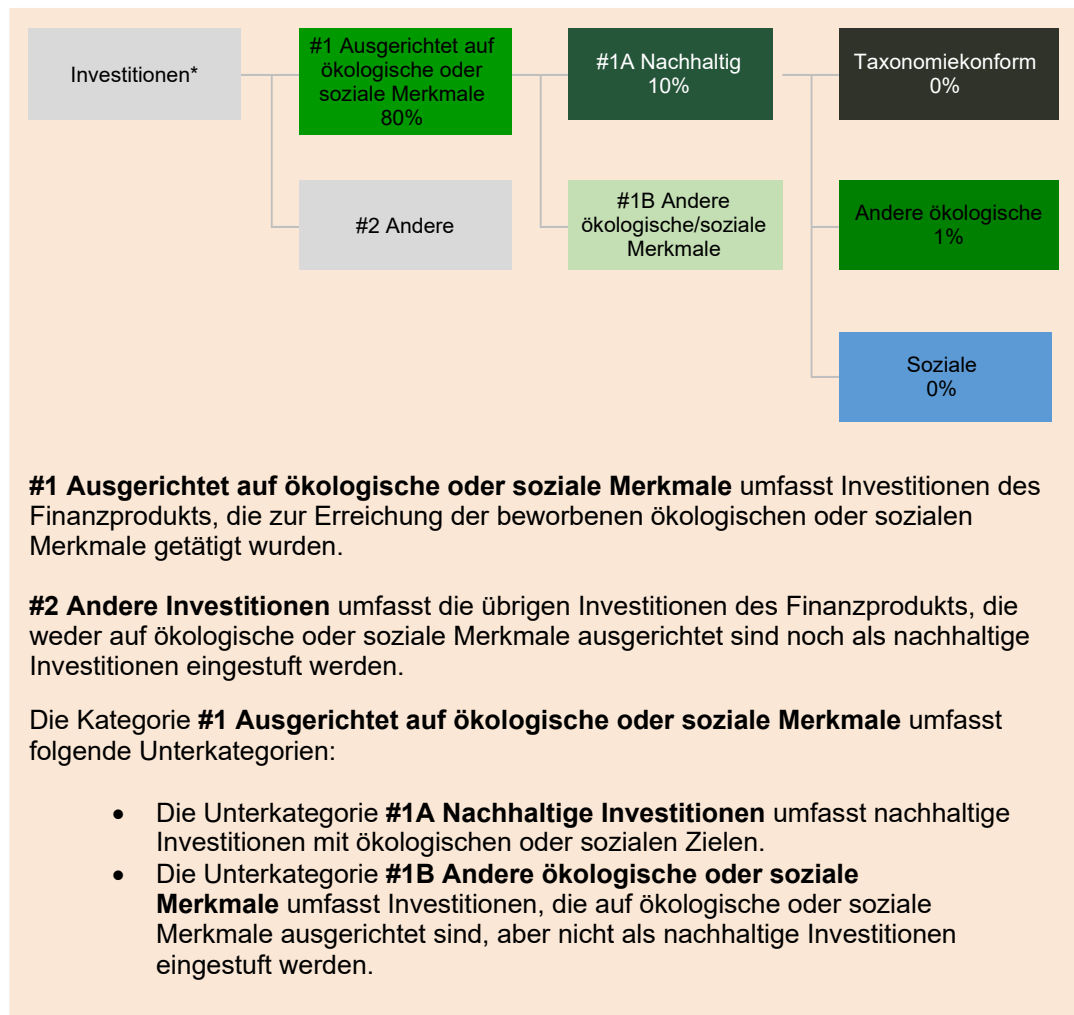 Investitionen*
#1 Ausgerichtet auf
ökologische oder
soziale Merkmale
80%
#1A Nachhaltig
10%
Taxonomiekonform
0%
#2 Andere
#1B Andere
ökologische/soziale
Merkmale
Andere ökologische
1%
Soziale
0%
#1 Ausgerichtet auf ökologische oder soziale Merkmale umfasst Investitionen des
Finanzprodukts, die zur Erreichung der beworbenen ökologischen oder sozialen
Merkmale getätigt wurden.
#2 Andere Investitionen umfasst die übrigen Investitionen des Finanzprodukts, die
weder auf ökologische oder soziale Merkmale ausgerichtet sind noch als nachhaltige
Investitionen eingestuft werden.
Die Kategorie #1 Ausgerichtet auf ökologische oder soziale Merkmale umfasst
folgende Unterkategorien:
• Die Unterkategorie #1A Nachhaltige Investitionen umfasst nachhaltige
Investitionen mit ökologischen oder sozialen Zielen.
• Die Unterkategorie #1B Andere ökologische oder soziale
Merkmale umfasst Investitionen, die auf ökologische oder soziale
Merkmale ausgerichtet sind, aber nicht als nachhaltige Investitionen
eingestuft werden.